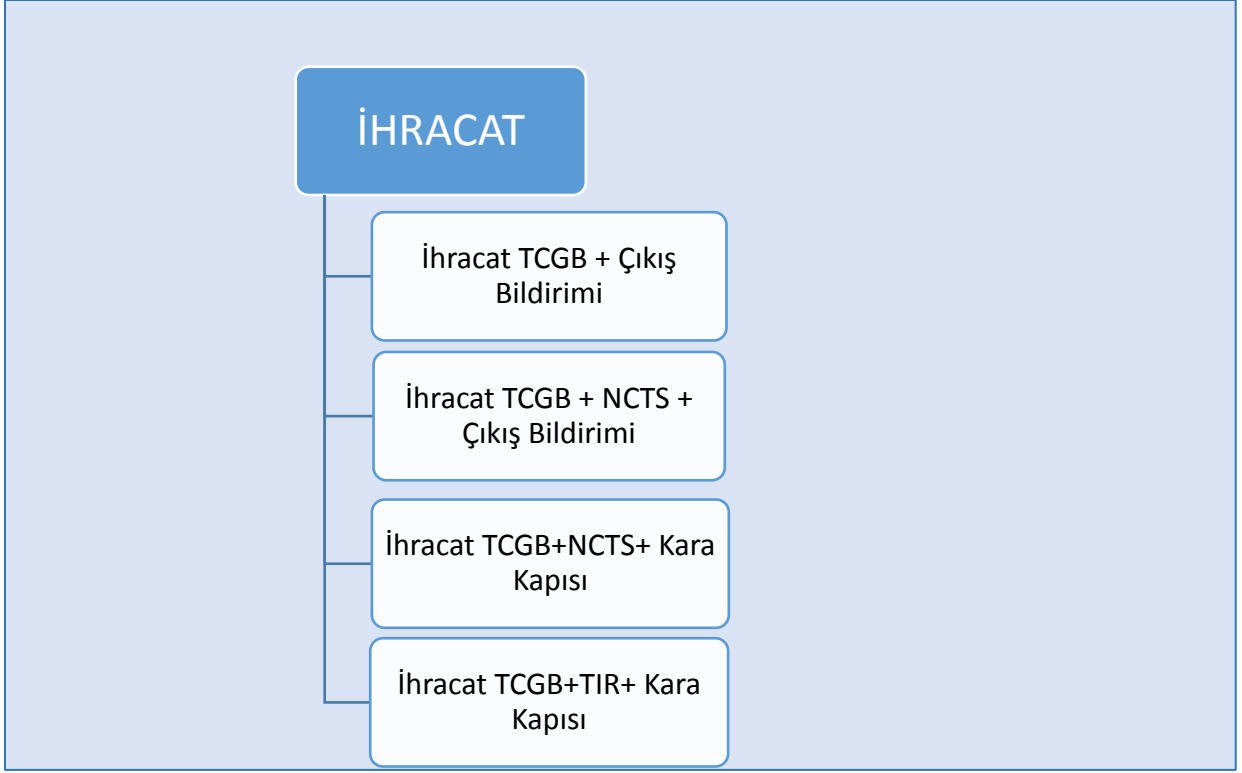 İHRACAT
İhracat TCGB + Çıkış
Bildirimi
İhracat TCGB + NCTS +
Çıkış Bildirimi
İhracat TCGB+NCTS+ Kara
Kapısı
İhracat TCGB+TIR+ Kara
Kapısı